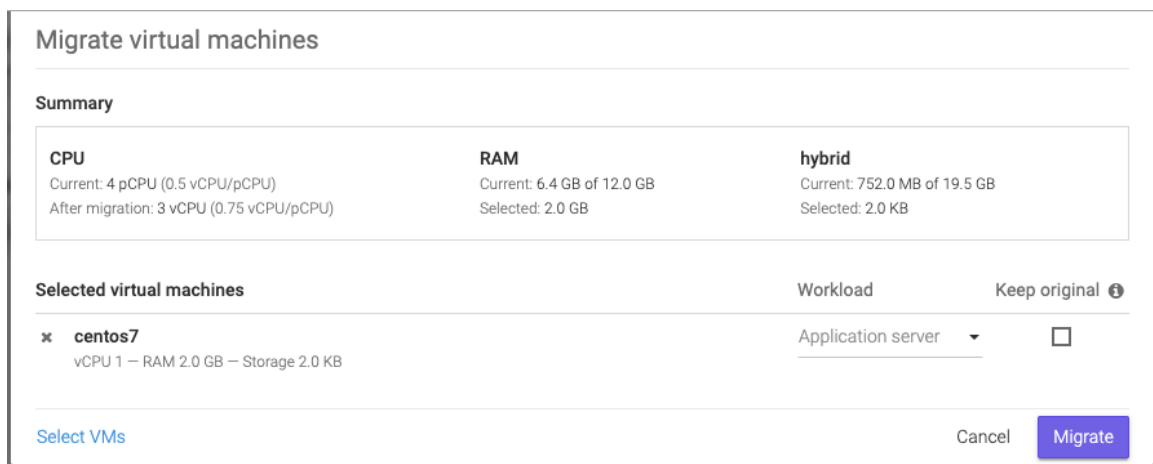 Migrate virtual machines
Summary
CPU
Current: 4 pCPU (0.5 vCPU/pCPU)
After migration: 3 vCPU (0.75 vCPU/pCPU)
RAM
Current: 6.4 GB of 12.0 GB
Selected: 2.0 GB
hybrid
Current: 752.0 MB of 19.5 GB
Selected: 2.0 KB
Selected virtual machines Workload Keep original
centos7 Application server
vCPU 1 — RAM 2.0 GB — Storage 2.0 KB
Select VMs Cancel Migrate